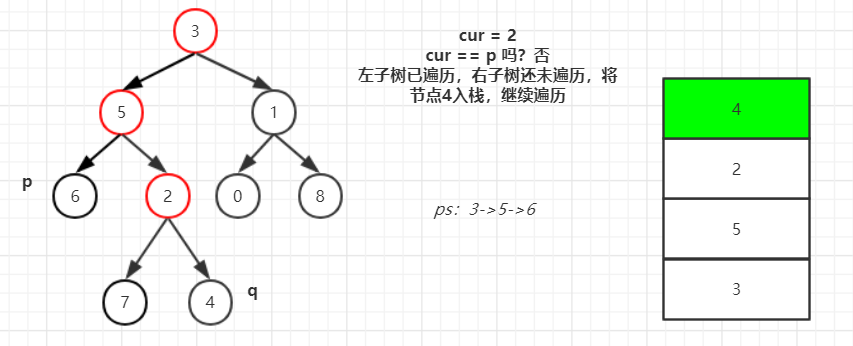 3
cur = 2
cur == p 吗？否
左子树已遍历，右子树还未遍历，将
节点4入栈，继续遍历
5
1
4
2
5
3
p
6
2
0
8
ps：3->5->6
7
4
q